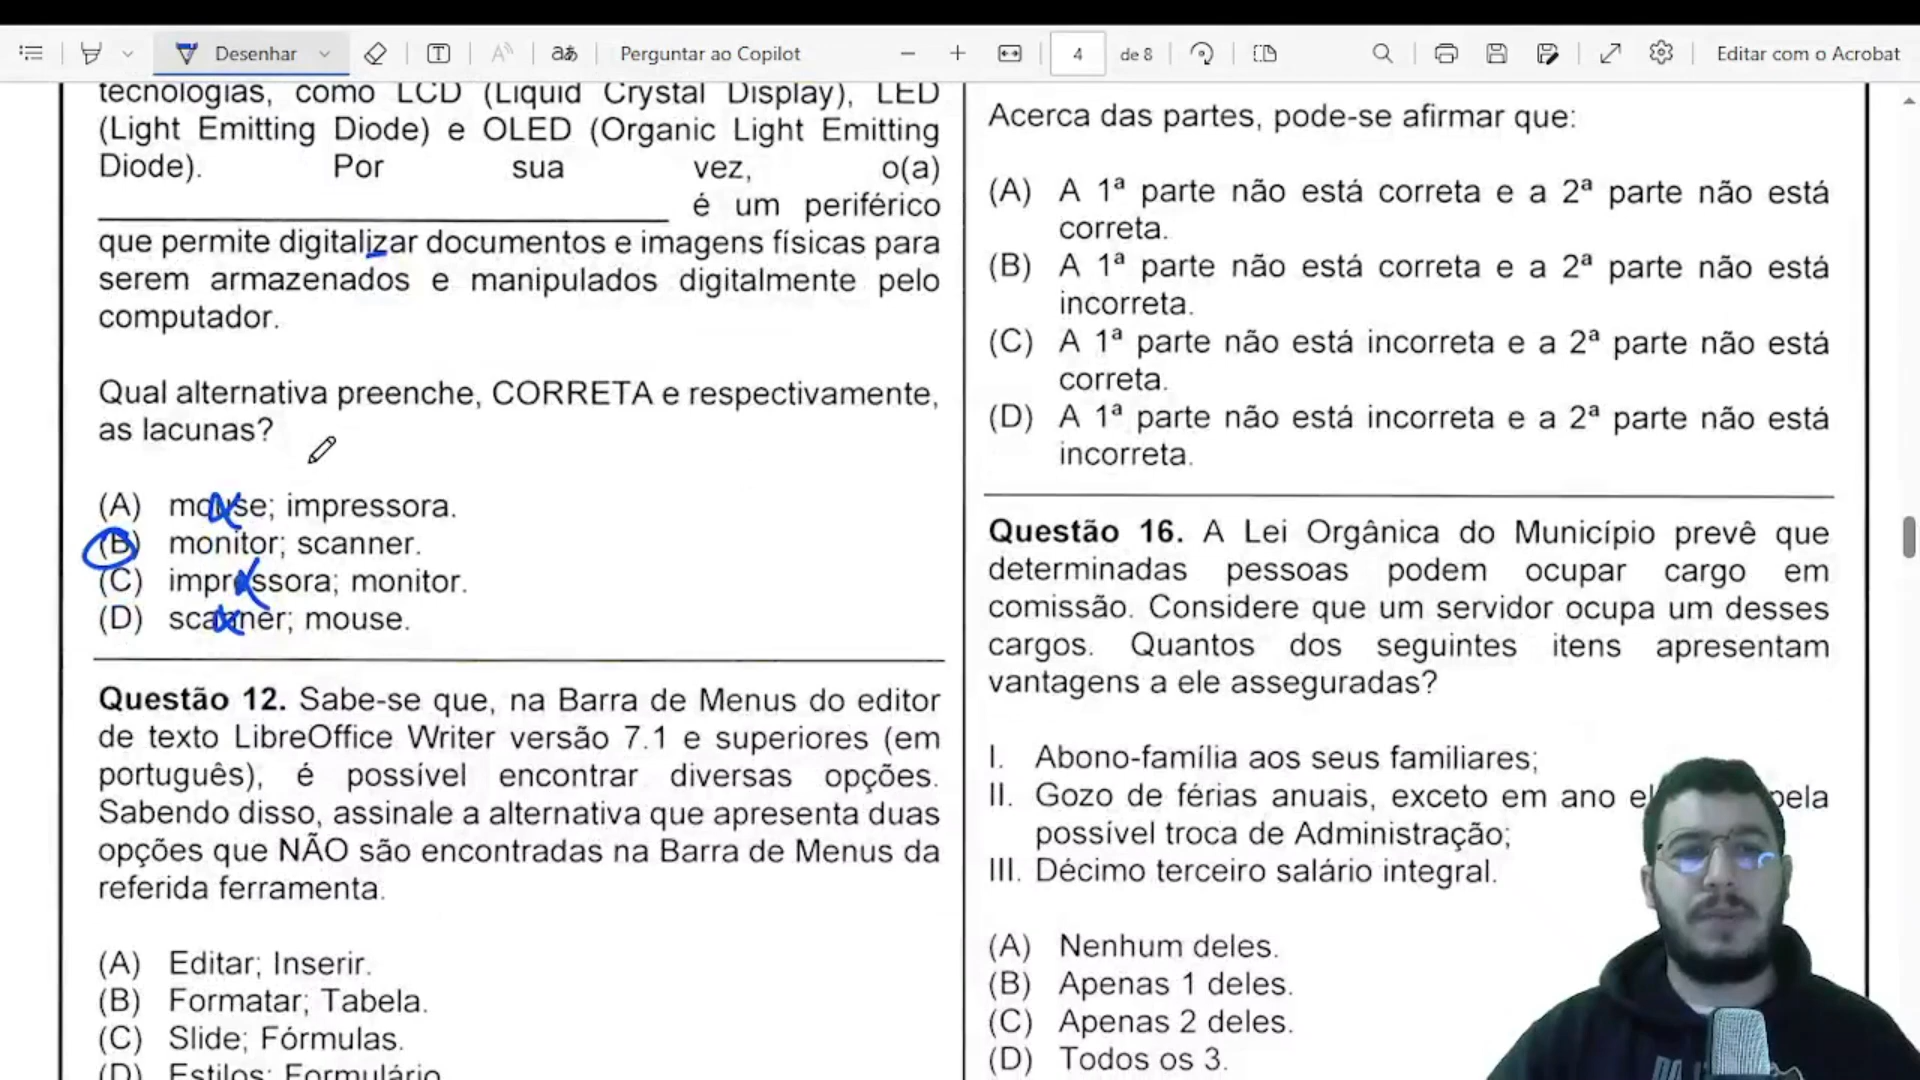 Desenhar
Perguntar ao Copilot
4
de 8
Editar com o Acrobat
tecnologias, como LCD (Liquid Crystal Display), LED
(Light Emitting Diode) e OLED (Organic Light Emitting
Diode). Por sua vez, o(a)
é um periférico
que permite digitalizar documentos e imagens físicas para
serem armazenados e manipulados digitalmente pelo
computador.
Qual alternativa preenche, CORRETA e respectivamente,
as lacunas?
(A) mouse; impressora.
(B) monitor; scanner.
(C) impressora; monitor.
(D) scanner; mouse.
Questão 12. Sabe-se que, na Barra de Menus do editor
de texto LibreOffice Writer versão 7.1 e superiores (em
português), é possível encontrar diversas opções.
Sabendo disso, assinale a alternativa que apresenta duas
opções que NÃO são encontradas na Barra de Menus da
referida ferramenta.
(A) Editar; Inserir.
(B) Formatar; Tabela.
(C) Slide; Fórmulas.
(D) Estilos; Formulário
Acerca das partes, pode-se afirmar que:
(A) A 1ª parte não está correta e a 2ª parte não está
correta.
(B) A 1ª parte não está correta e a 2ª parte não está
incorreta.
(C) A 1ª parte não está incorreta e a 2ª parte não está
correta.
(D) A 1ª parte não está incorreta e a 2ª parte não está
incorreta.
Questão 16. A Lei Orgânica do Município prevê que
determinadas pessoas podem ocupar cargo em
comissão. Considere que um servidor ocupa um desses
cargos. Quantos dos seguintes itens apresentam
vantagens a ele asseguradas?
I. Abono-família aos seus familiares;
II. Gozo de férias anuais, exceto em ano pela
possível troca de Administração;
III. Décimo terceiro salário integral.
(A) Nenhum deles.
(B) Apenas 1 deles.
(C) Apenas 2 deles.
(D) Todos os 3.